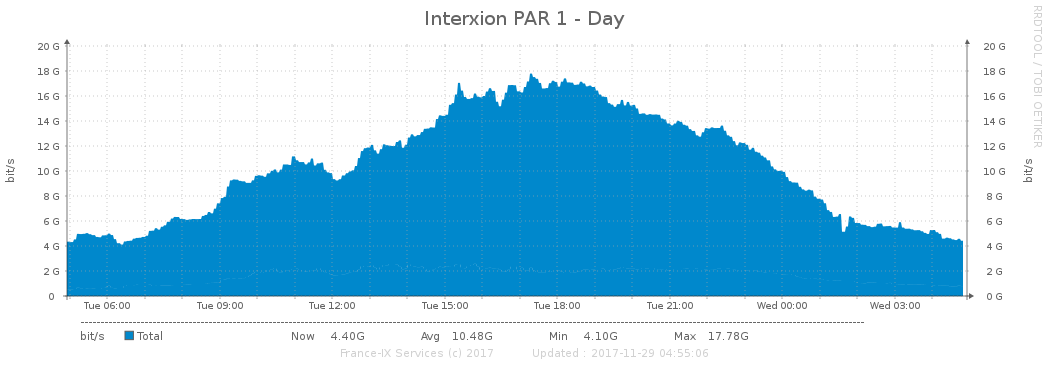 Interxion PAR 1 - Day
RRDTOOL / TOBI OETIKER
bit/s
20 G 20 G
18 G 18 G
16 G 16 G
14 G 14 G
12 G 12 G
10 G 10 G
8 G 8 G
6 G 6 G
4 G 4 G
2 G 2 G
0 0 G
bit/s
Tue 06:00 Tue 09:00 Tue 12:00 Tue 15:00 Tue 18:00 Tue 21:00 Wed 00:00 Wed 03:00
bit/s Total Now 4.40G Avg 10.48G Min 4.10G Max 17.78G
France-IX Services (c) 2017 Updated : 2017-11-29 04:55:06